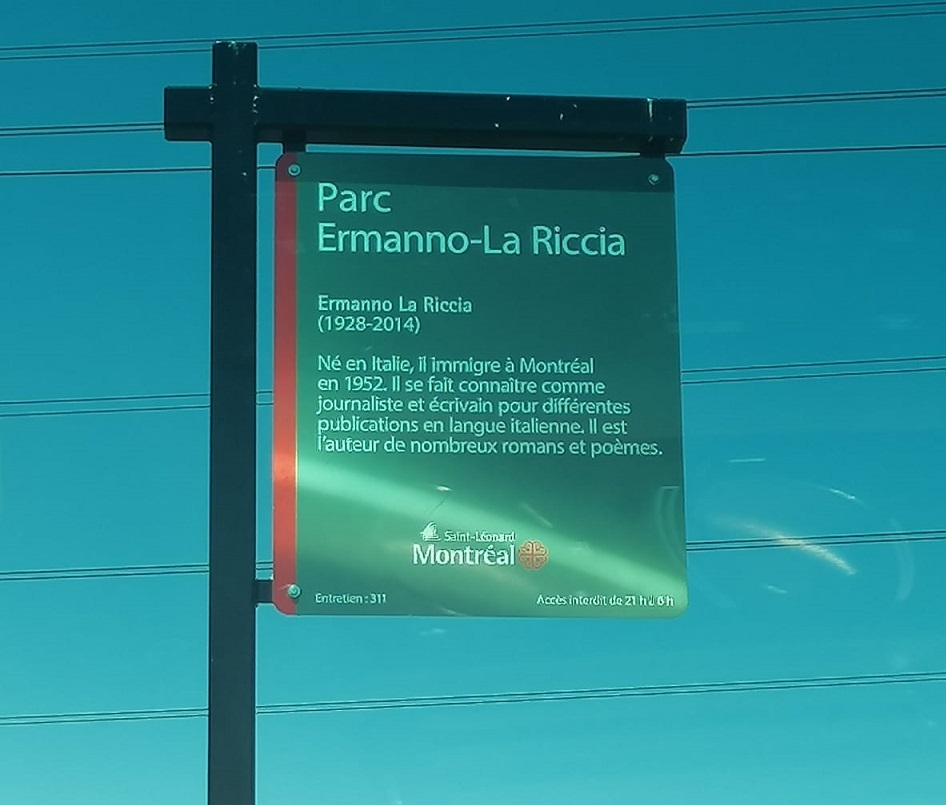 Parc
Ermanno-La Riccia
Ermanno La Riccia
(1928-2014)
Né en Italie, il immigre à Montréal
en 1952. Il se fait connaître comme
journaliste et écrivain pour différentes
publications en langue italienne. Il est
l'auteur de nombreux romans et poèmes.
Saint-Léonard
Montréal
Entretien : 311
Accès interdit de 21 h à 6 h